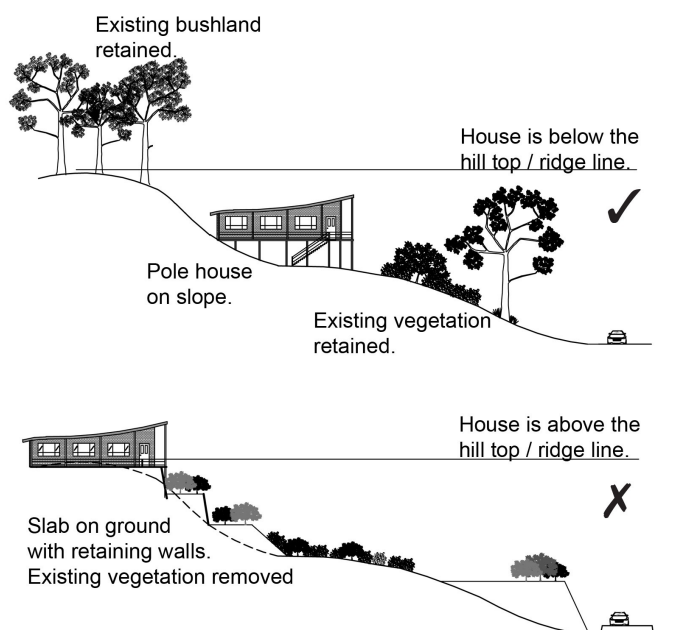 Existing bushland
retained.
House is below the
hill top / ridge line.
Pole house
on slope.
Existing vegetation
retained.
House is above the
hill top / ridge line.
Slab on ground
with retaining walls.
Existing vegetation removed